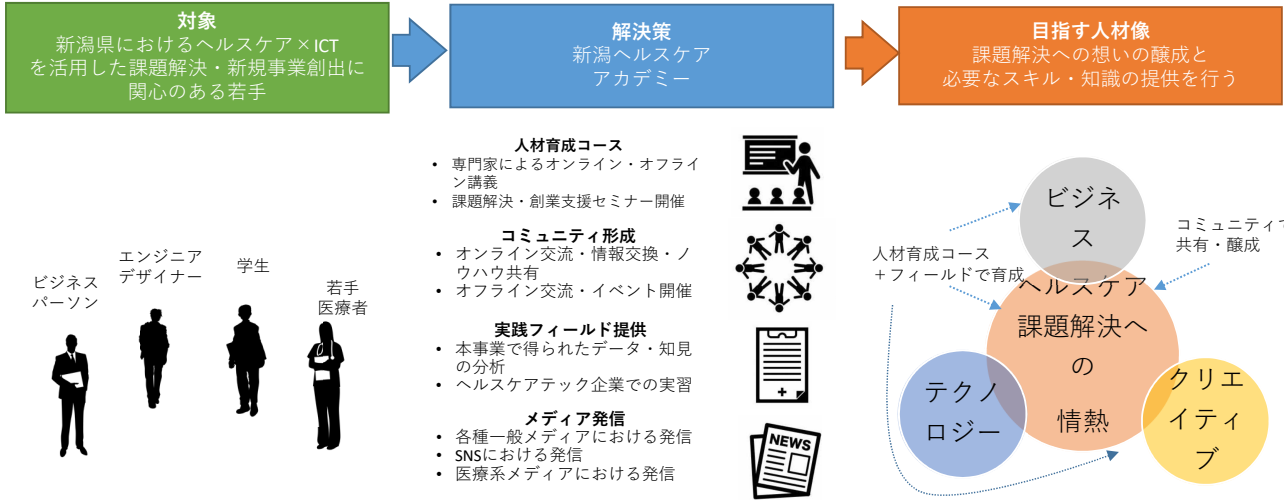 対象
新潟県におけるヘルスケア×ICT
を活用した課題解決・新規事業創出に
関心のある若手
解決策
新潟ヘルスケア
アカデミー
目指す人材像
課題解決への想いの醸成と
必要なスキル・知識の提供を行う
ビジネス
パーソン
エンジニア
デザイナー
学生
若手
医療者
人材育成コース
• 専門家によるオンライン・オフライ
ン講義
• 課題解決・創業支援セミナー開催
コミュニティ形成
• オンライン交流・情報交換・ノ
ウハウ共有
• オフライン交流・イベント開催
実践フィールド提供
• 本事業で得られたデータ・知見
の分析
• ヘルスケアテック企業での実習
メディア発信
• 各種一般メディアにおける発信
• SNSにおける発信
• 医療系メディアにおける発信
NEWS
人材育成コース
+フィールドで育成
コミュニティで
共有・醸成
ビジネ
ス
ヘルスケア
課題解決へ
の
情熱
テクノ
ロジー
クリエ
イティ
ブ